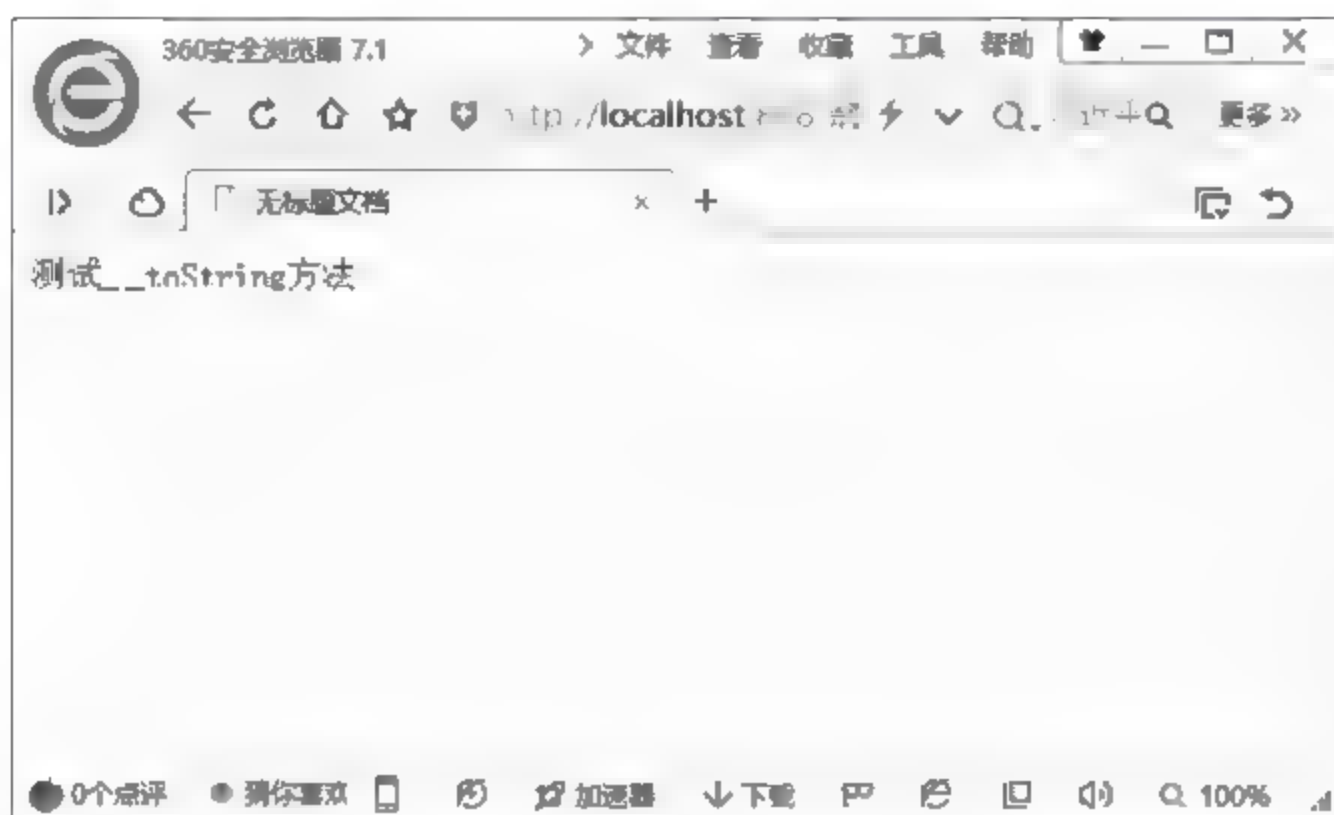 360安全浏览器 7.1 文件 查看 收藏 工具 帮助
//localhost 更多 »
无标题文档
测试__toString方法
0个点评 猜你喜欢 加速器 下载 100%